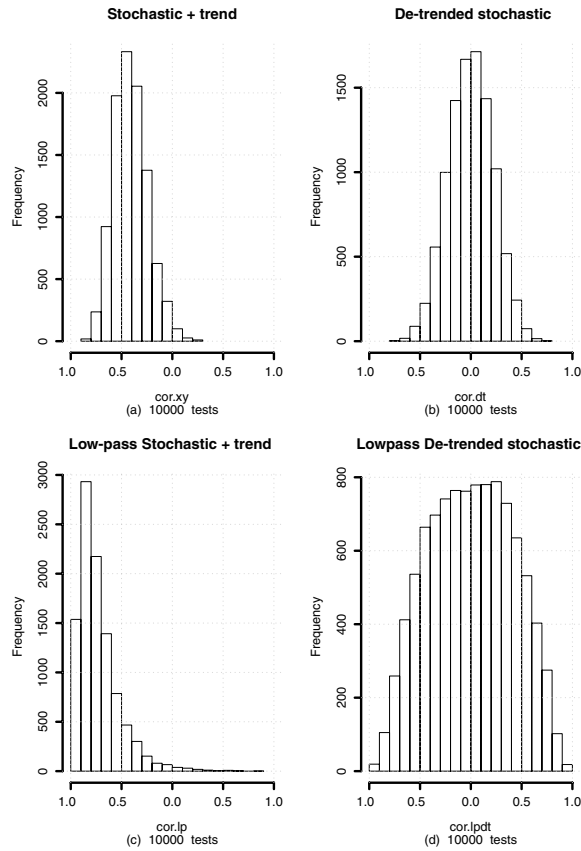 Stochastic + trend
Frequency
0 500 1000 1500 2000
1.0 0.5 0.0 0.5 1.0
cor.xy
(a) 10000 tests
De-trended stochastic
Frequency
0 500 1000 1500
1.0 0.5 0.0 0.5 1.0
cor.dt
(b) 10000 tests
Low-pass Stochastic + trend
Frequency
0 500 1000 1500 2000 2500 3000
1.0 0.5 0.0 0.5 1.0
cor.lp
(c) 10000 tests
Lowpass De-trended stochastic
Frequency
0 200 400 600 800
1.0 0.5 0.0 0.5 1.0
cor.lpdt
(d) 10000 tests